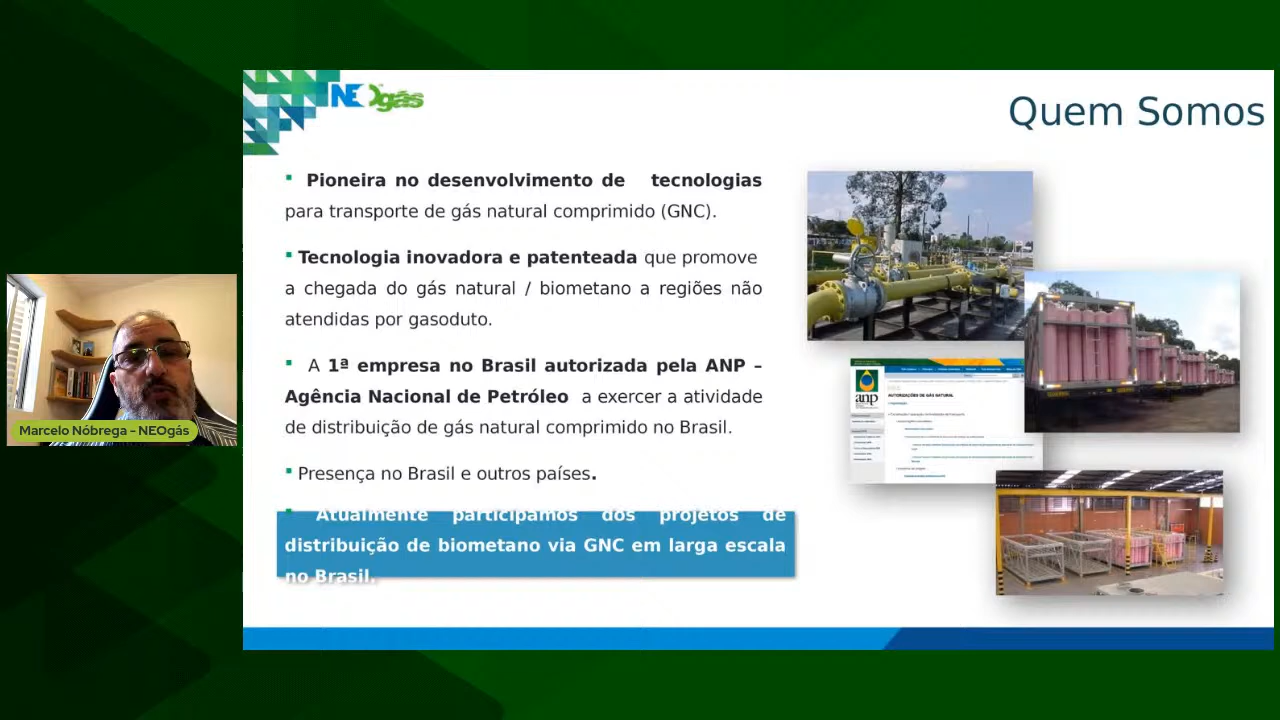 NEOgás
Quem Somos
Pioneira no desenvolvimento de tecnologias
para transporte de gás natural comprimido (GNC).
Tecnologia inovadora e patenteada que promove
a chegada do gás natural / biometano a regiões não
atendidas por gasoduto.
A 1ª empresa no Brasil autorizada pela ANP –
Agência Nacional de Petróleo a exercer a atividade
de distribuição de gás natural comprimido no Brasil.
Presença no Brasil e outros países.
Atualmente participamos dos projetos de
distribuição de biometano via GNC em larga escala
no Brasil.
anp
AUTORIZAÇÕES DE GÁS NATURAL
Marcelo Nóbrega - NEOgás